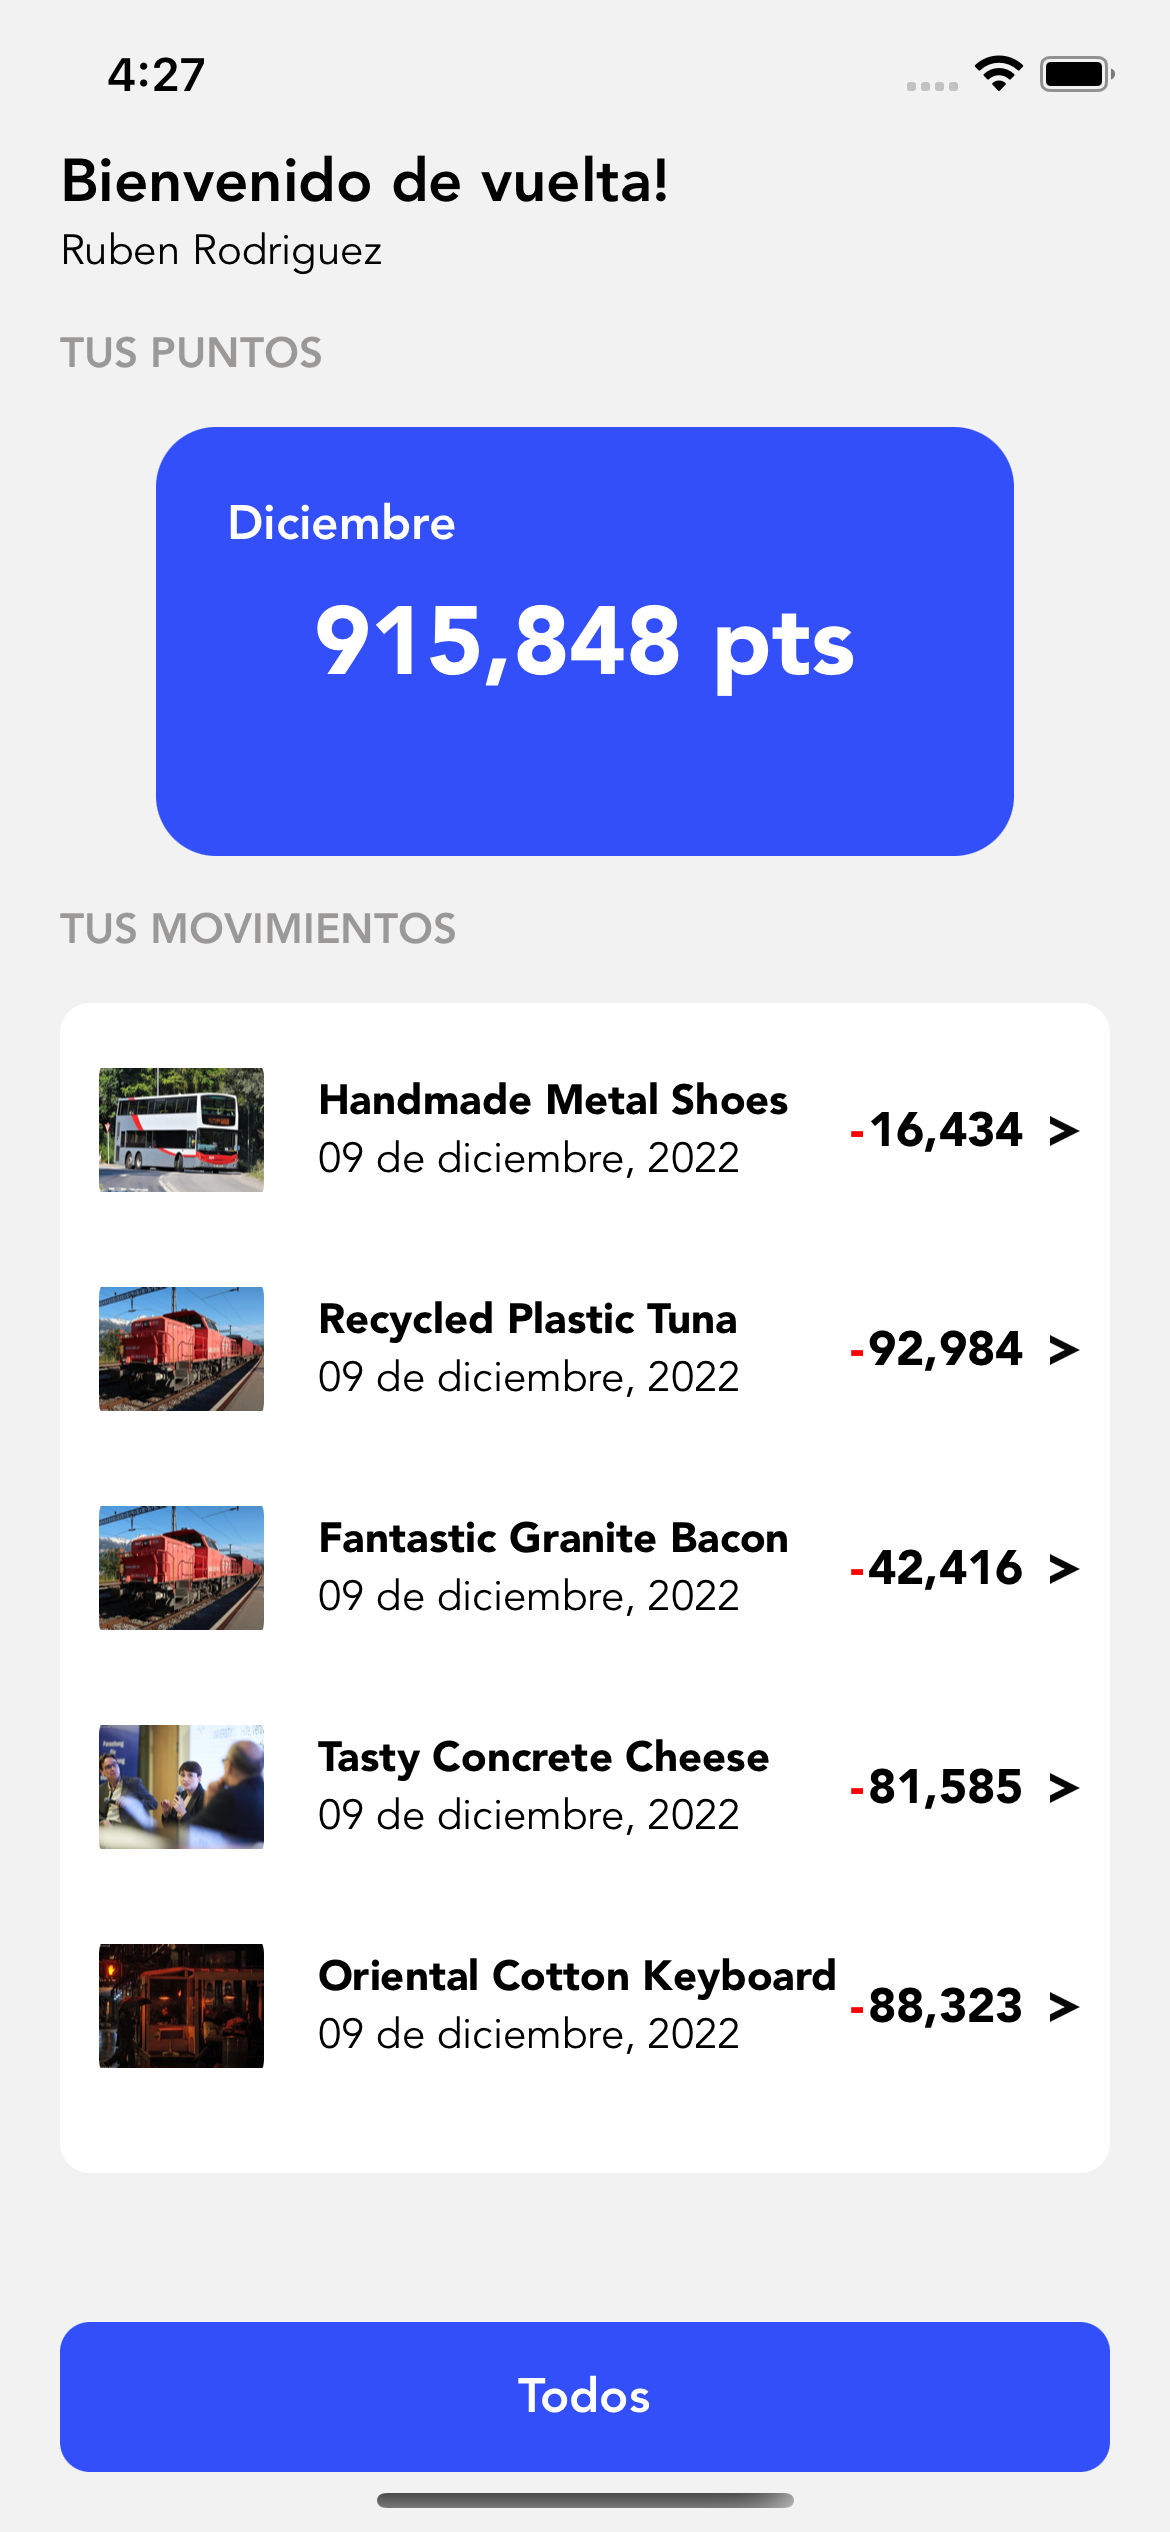 4:27
Bienvenido de vuelta!
Ruben Rodriguez
TUS PUNTOS
Diciembre
915,848 pts
TUS MOVIMIENTOS
Handmade Metal Shoes
09 de diciembre, 2022
-16,434 >
Recycled Plastic Tuna
09 de diciembre, 2022
-92,984 >
Fantastic Granite Bacon
09 de diciembre, 2022
-42,416 >
Tasty Concrete Cheese
09 de diciembre, 2022
-81,585 >
Oriental Cotton Keyboard
09 de diciembre, 2022
-88,323 >
Todos